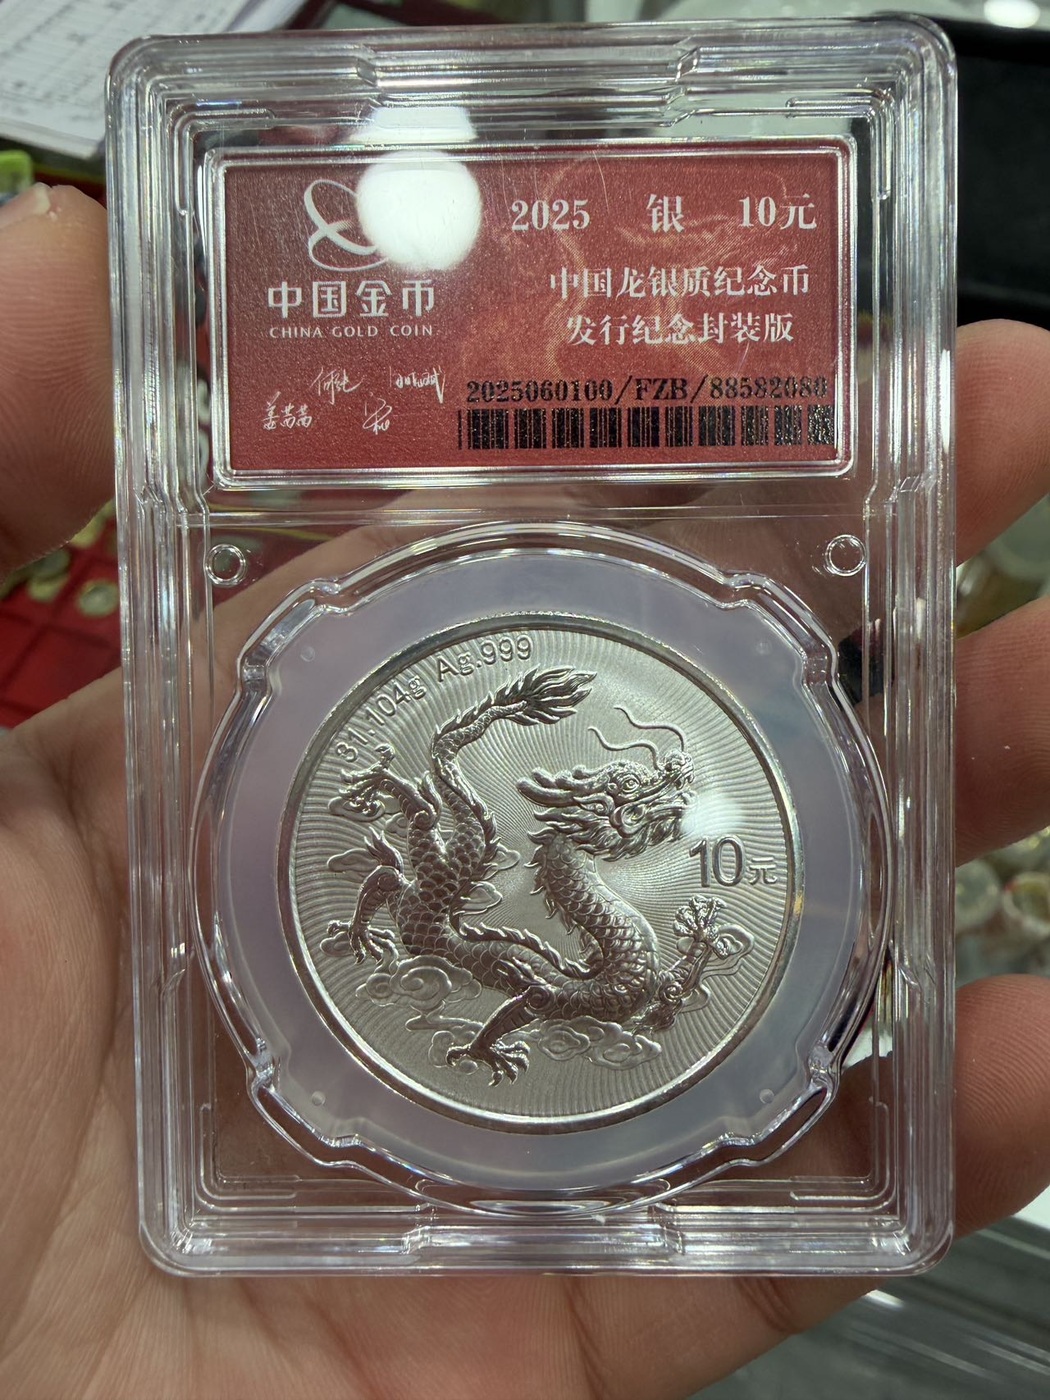 2025 银 10元
中国龙银质纪念币
发行纪念封装版
中国金币
CHINA GOLD COIN
2025060100/FZB/88582088
31.104g Ag.999
10元